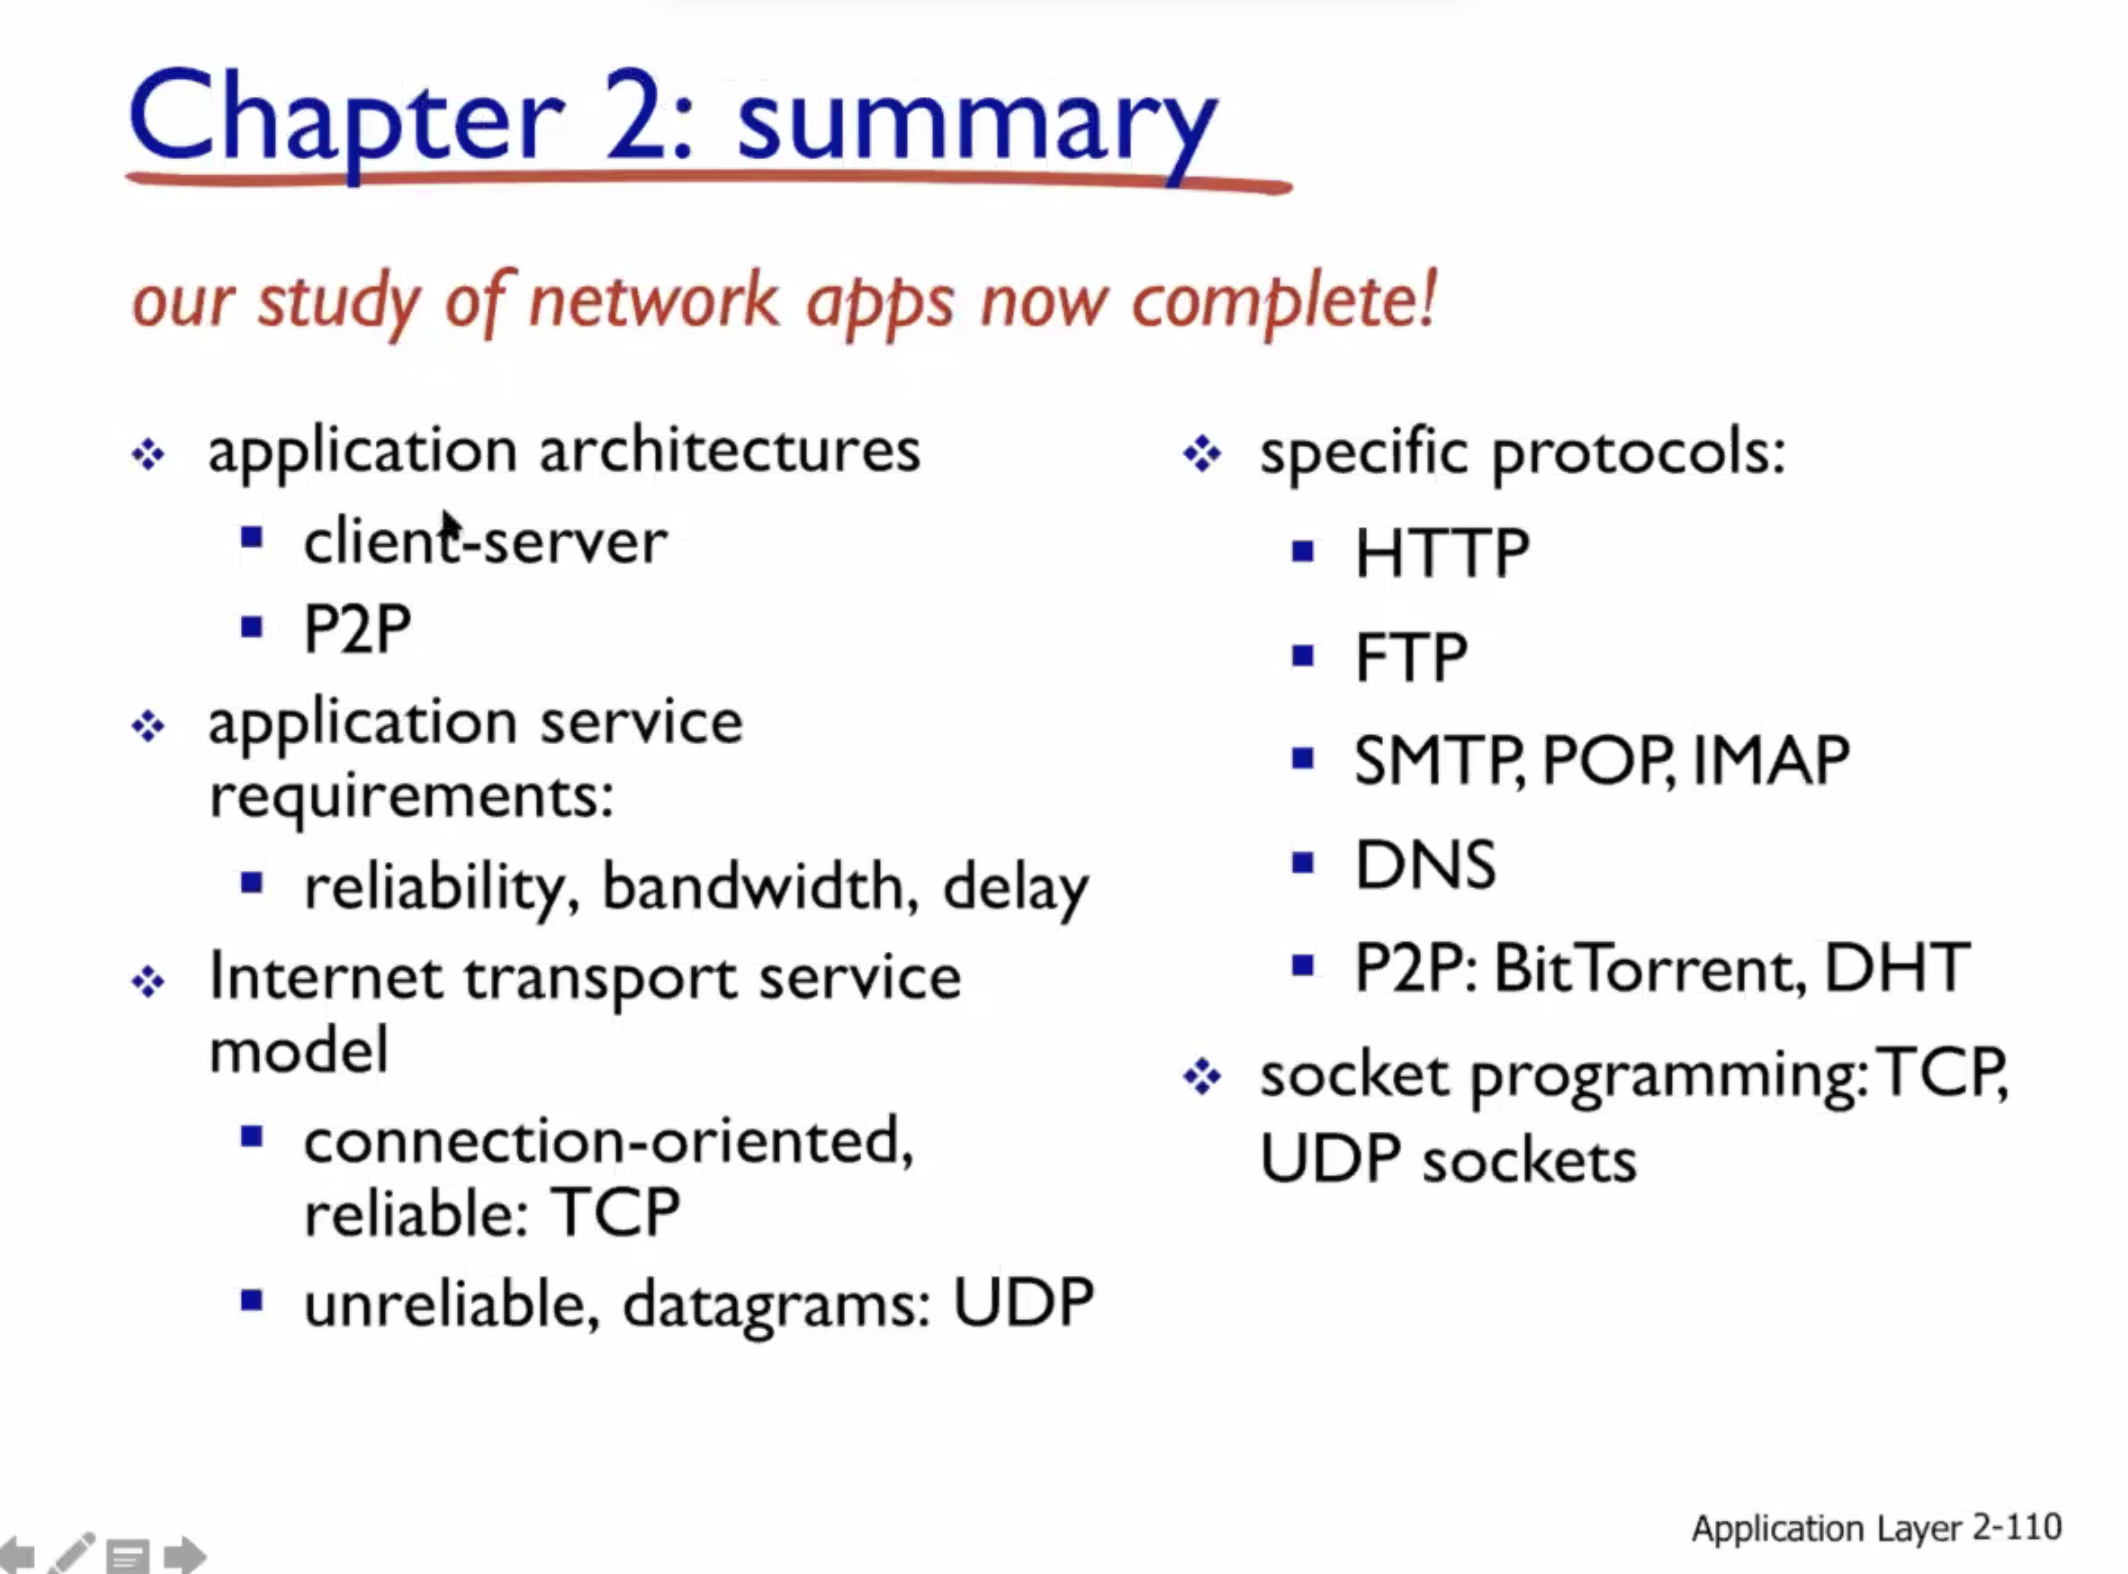 Chapter 2: summary
our study of network apps now complete!
application architectures
client-server
P2P
application service
requirements:
reliability, bandwidth, delay
Internet transport service
model
connection-oriented,
reliable: TCP
unreliable, datagrams: UDP
specific protocols:
HTTP
FTP
SMTP, POP, IMAP
DNS
P2P: BitTorrent, DHT
socket programming: TCP,
UDP sockets
Application Layer 2-110